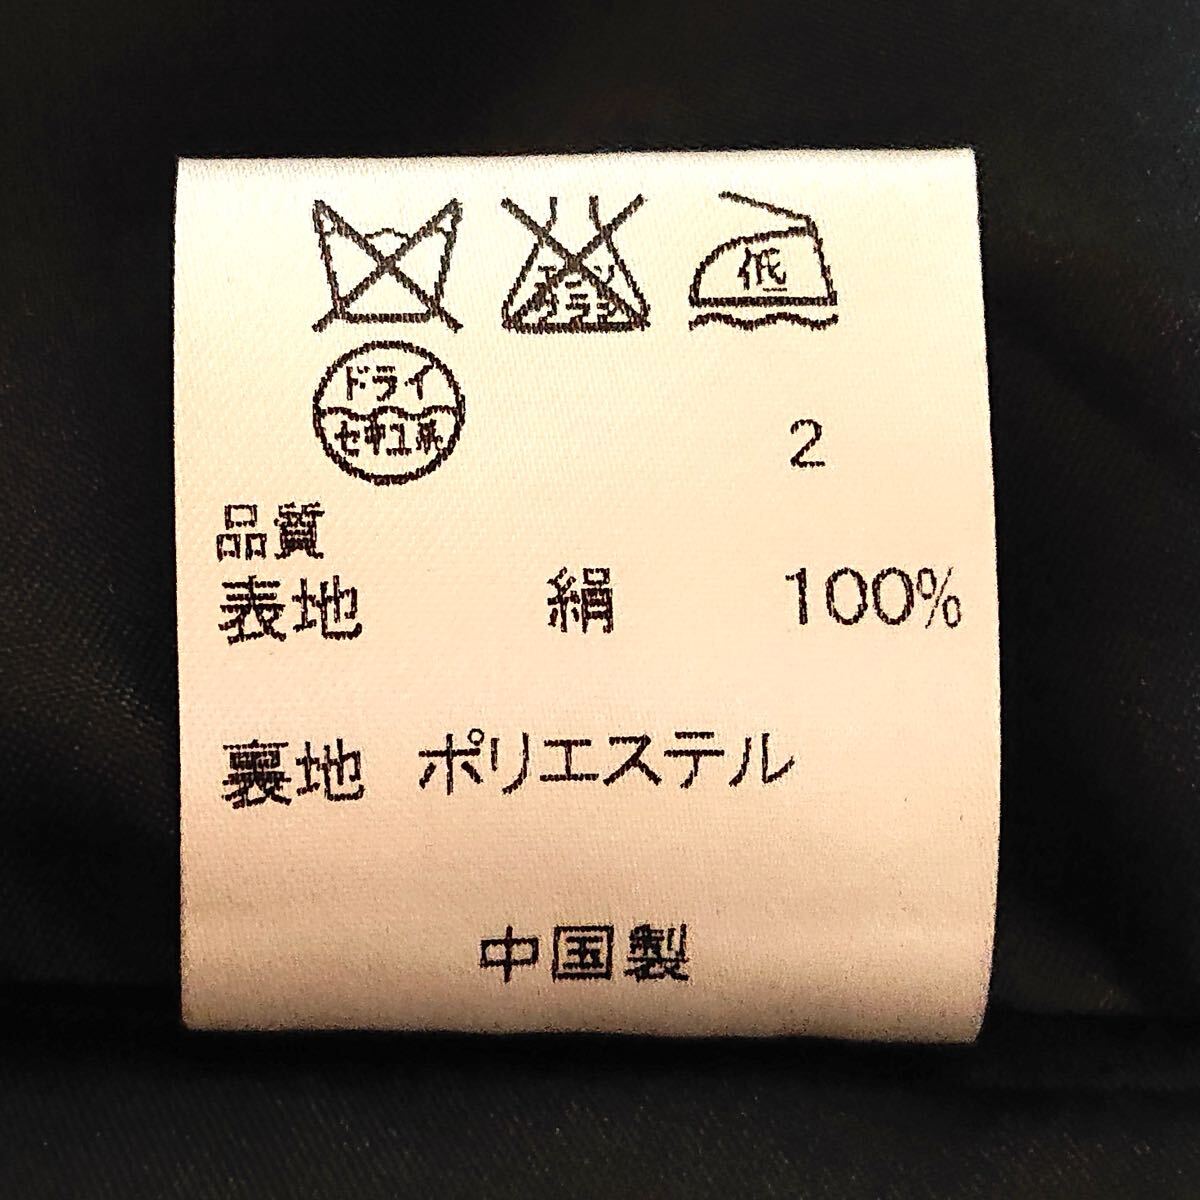 低
ドライ
セキユ系
2
品質
表地 絹 100%
裏地 ポリエステル
中国製